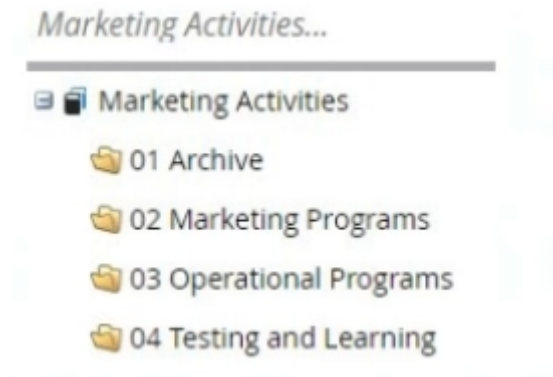 Marketing Activities...
Marketing Activities
01 Archive
02 Marketing Programs
03 Operational Programs
04 Testing and Learning